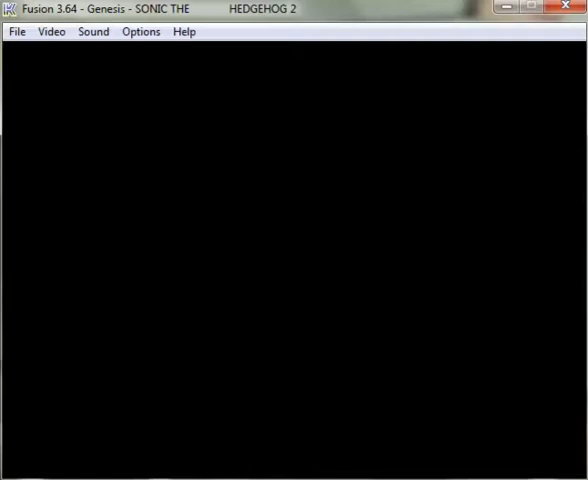 Fusion 3.64 - Genesis - SONIC THE HEDGEHOG 2
File Video Sound Options Help